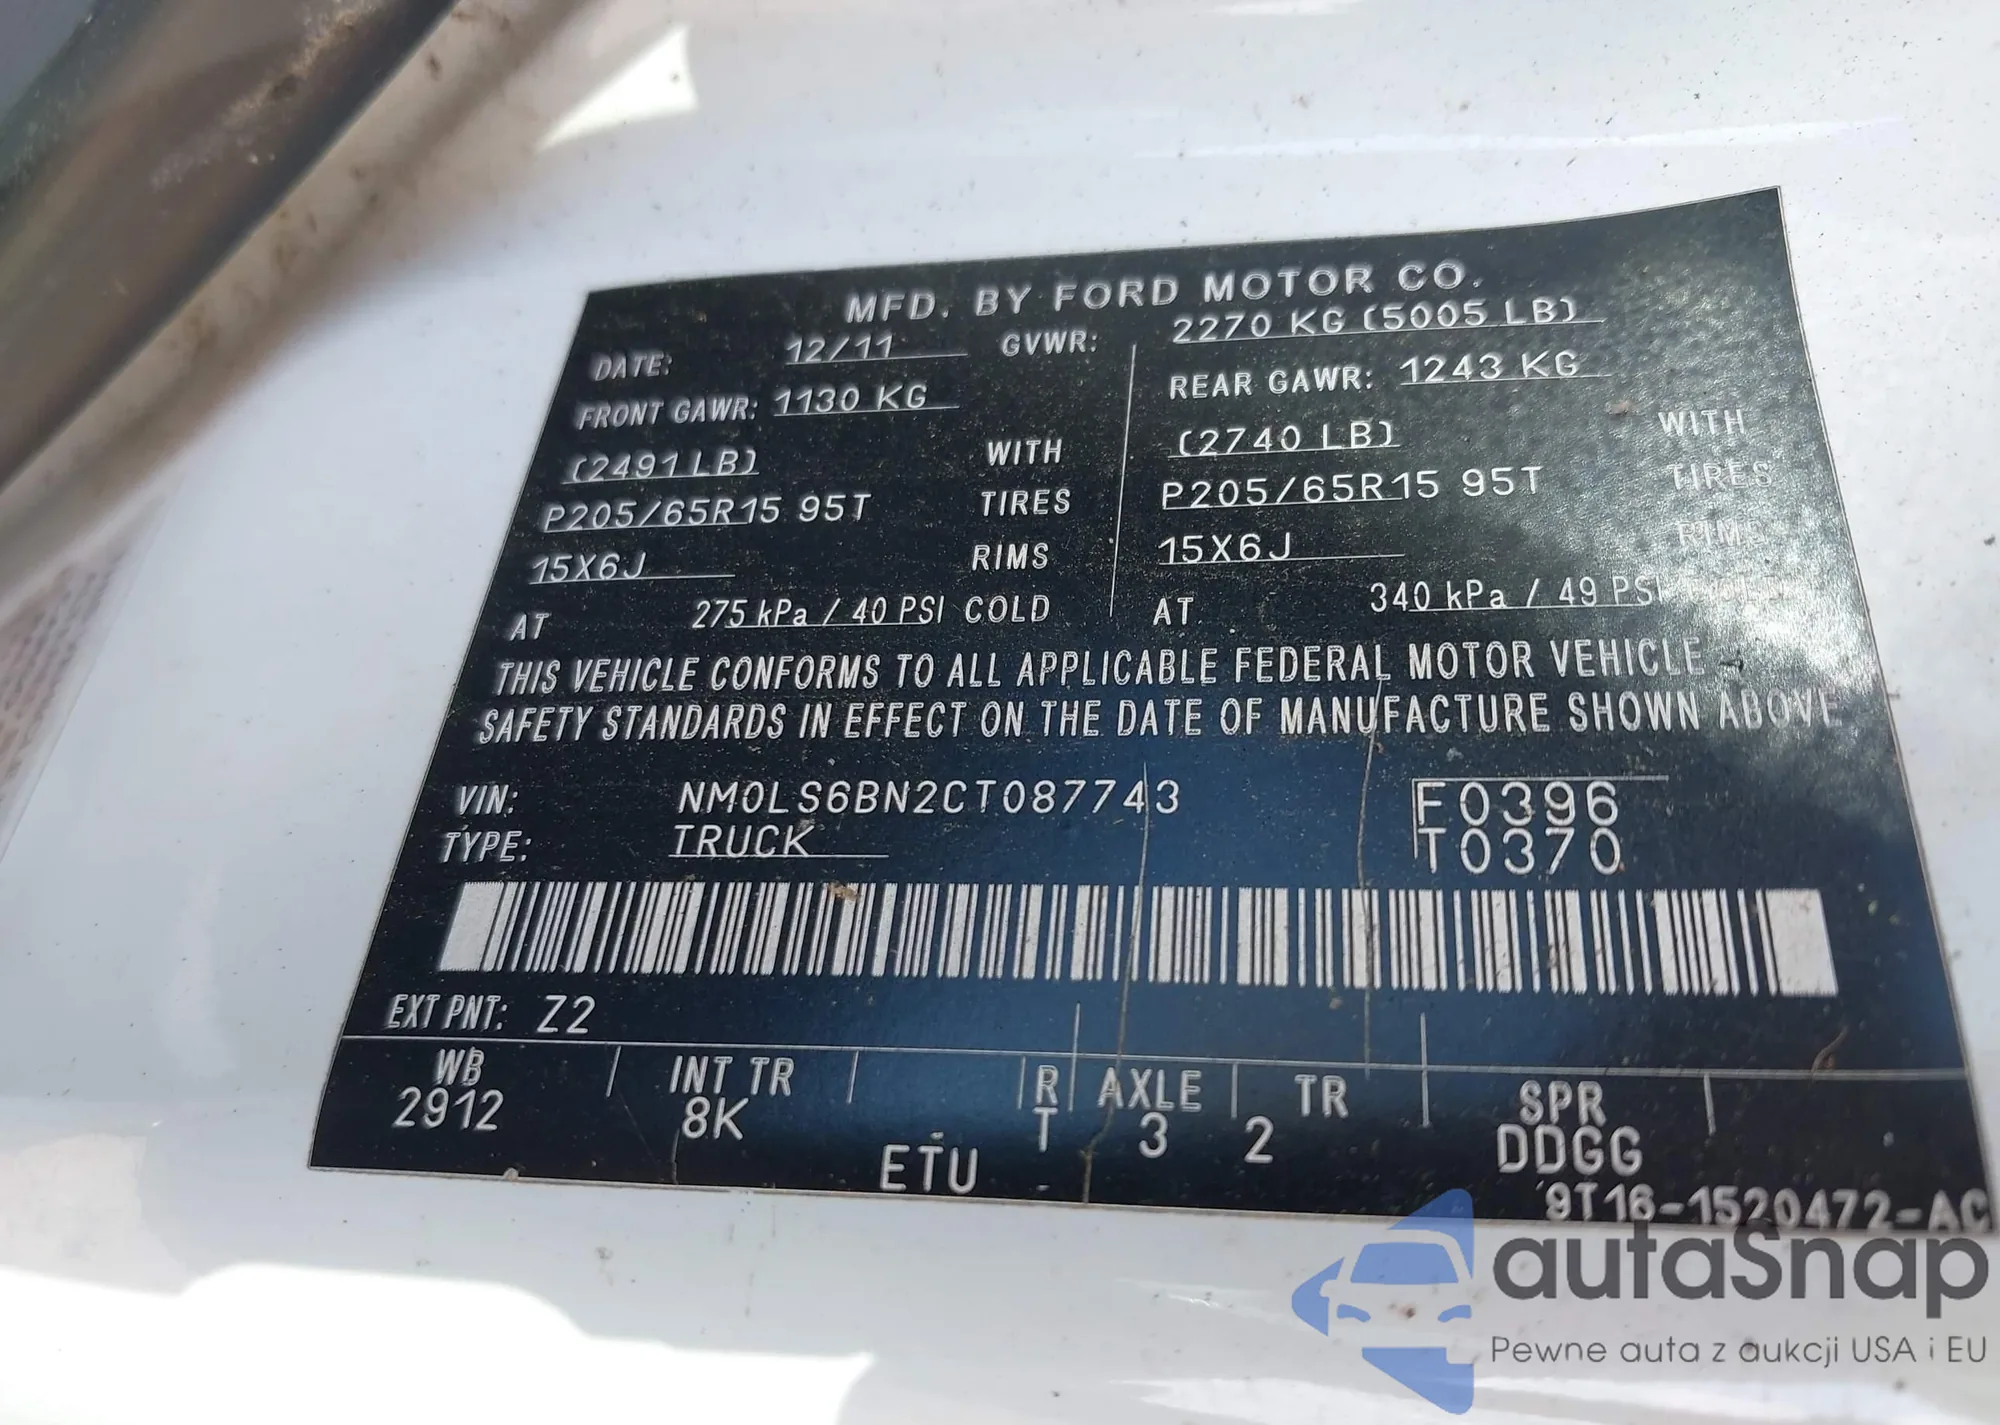 MFD. BY FORD MOTOR CO.
DATE: 12/11 GVWR: 2270 KG (5005 LB)
FRONT GAWR: 1130 KG REAR GAWR: 1243 KG
(2491 LB) WITH (2740 LB) WITH
P205/65R15 95T TIRES P205/65R15 95T TIRES
15X6J RIMS 15X6J RIMS
AT 275 kPa / 40 PSI COLD AT 340 kPa / 49 PSI
THIS VEHICLE CONFORMS TO ALL APPLICABLE FEDERAL MOTOR VEHICLE
SAFETY STANDARDS IN EFFECT ON THE DATE OF MANUFACTURE SHOWN ABOVE
VIN: NM0LS6BN2CT087743 F0396
TYPE: TRUCK T0370
EXT PNT: Z2
WB INT TR R AXLE TR SPR
2912 8K T 3 2 DDGG
ETU
9T16-1520472-AC
autaSnap
Pewne auta z aukcji USA i EU